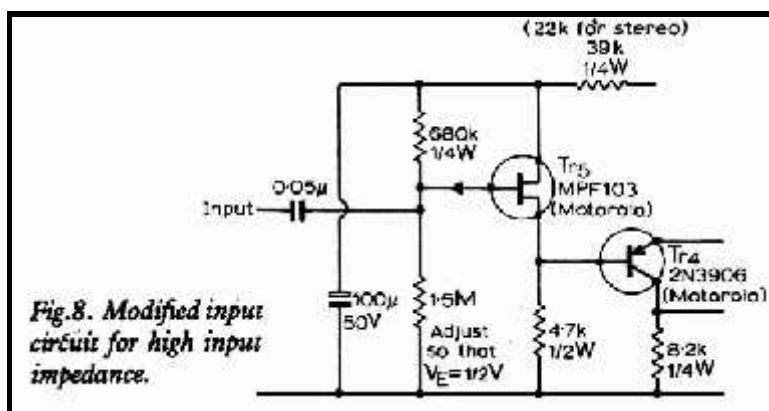 (22k for stereo)
39k
1/4W
680k
1/4W
Tr5
MPF103
(Motorola)
0·05μ
Input
Tr4
2N3906
(Motorola)
100μ
50V
1·5M
Adjust
so that
VE=1/2V
4·7k
1/2W
8·2k
1/4W
Fig.8. Modified input
circuit for high input
impedance.